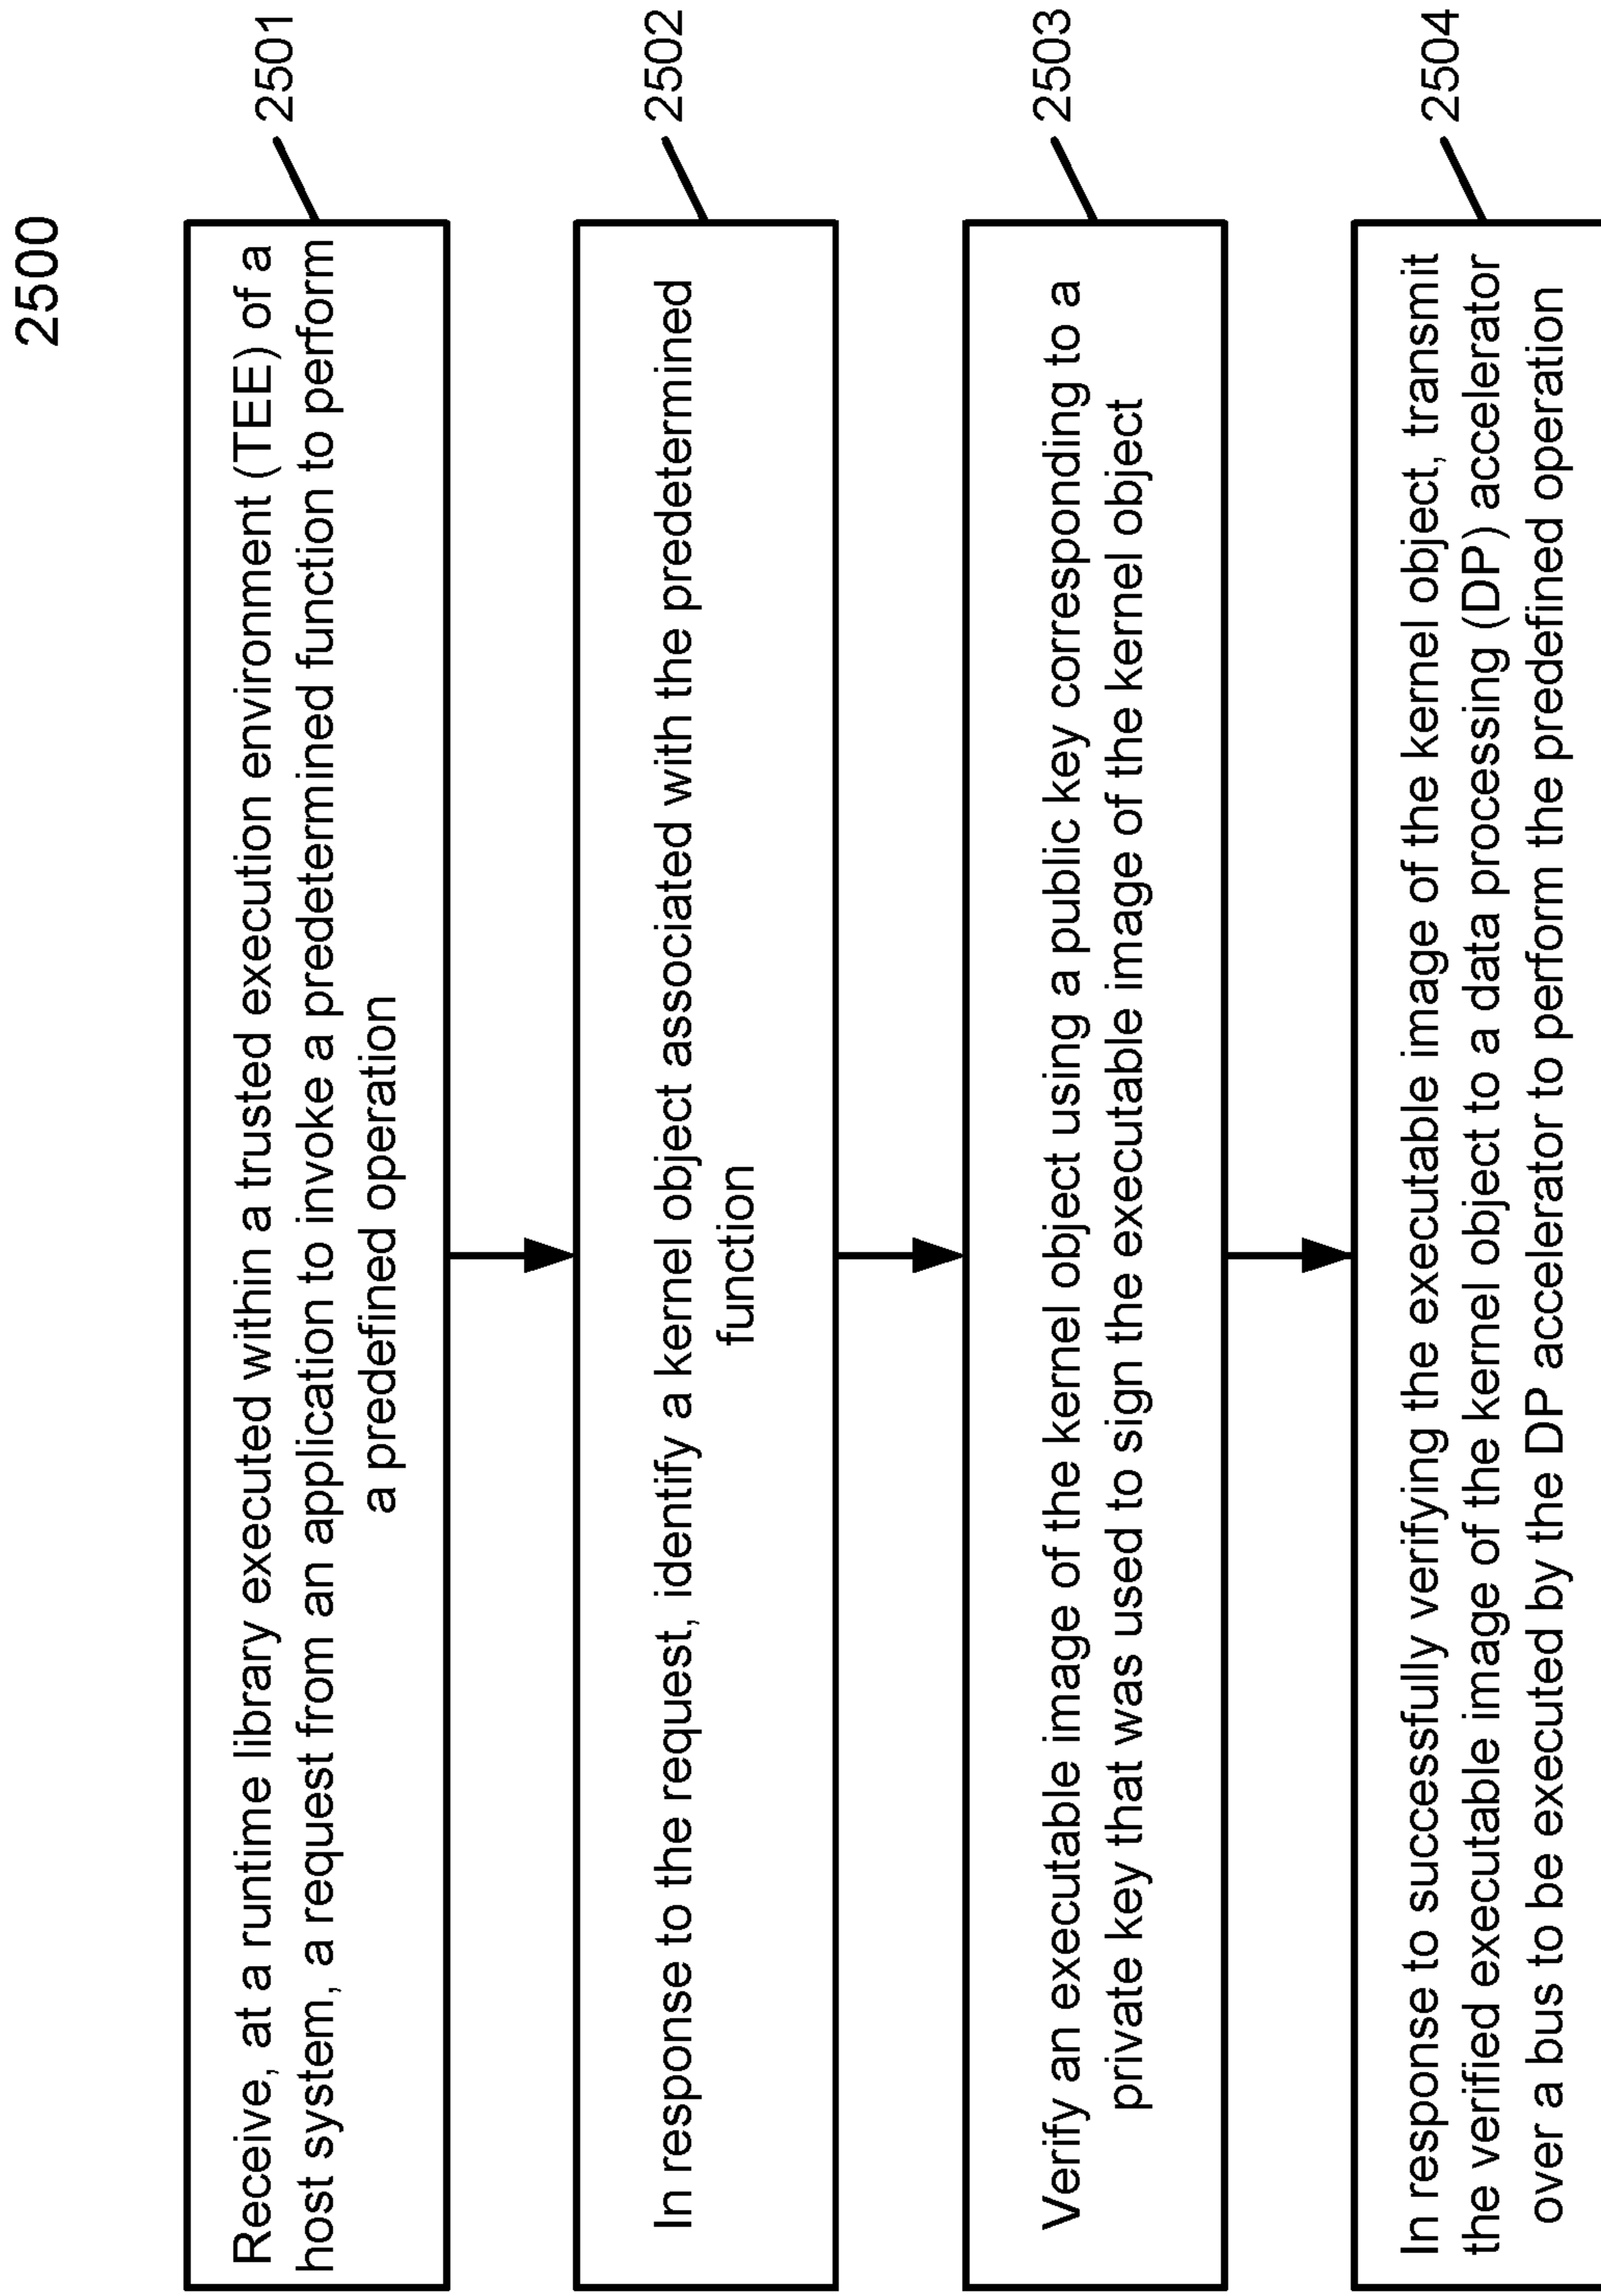 2500
Receive, at a runtime library executed within a trusted execution environment (TEE) of a
host system, a request from an application to invoke a predetermined function to perform
a predefined operation
2501
In response to the request, identify a kernel object associated with the predetermined
function
2502
Verify an executable image of the kernel object using a public key corresponding to a
private key that was used to sign the executable image of the kernel object
2503
In response to successfully verifying the executable image of the kernel object, transmit
the verified executable image of the kernel object to a data processing (DP) accelerator
over a bus to be executed by the DP accelerator to perform the predefined operation
2504